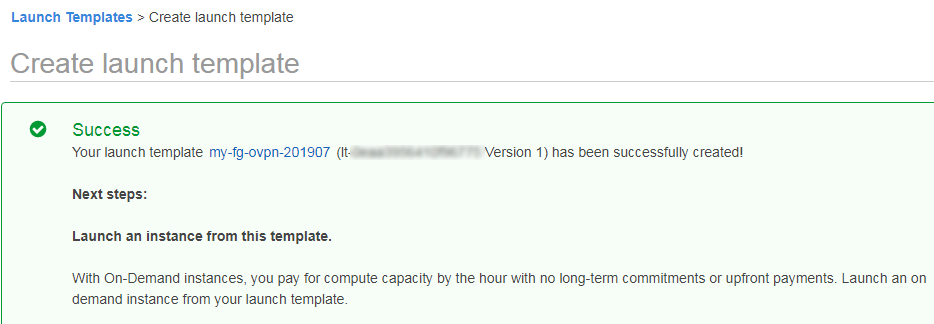 Launch Templates > Create launch template
Create launch template
Success
Your launch template my-fg-ovpn-201907 (lt- Version 1) has been successfully created!
Next steps:
Launch an instance from this template.
With On-Demand instances, you pay for compute capacity by the hour with no long-term commitments or upfront payments. Launch an on
demand instance from your launch template.